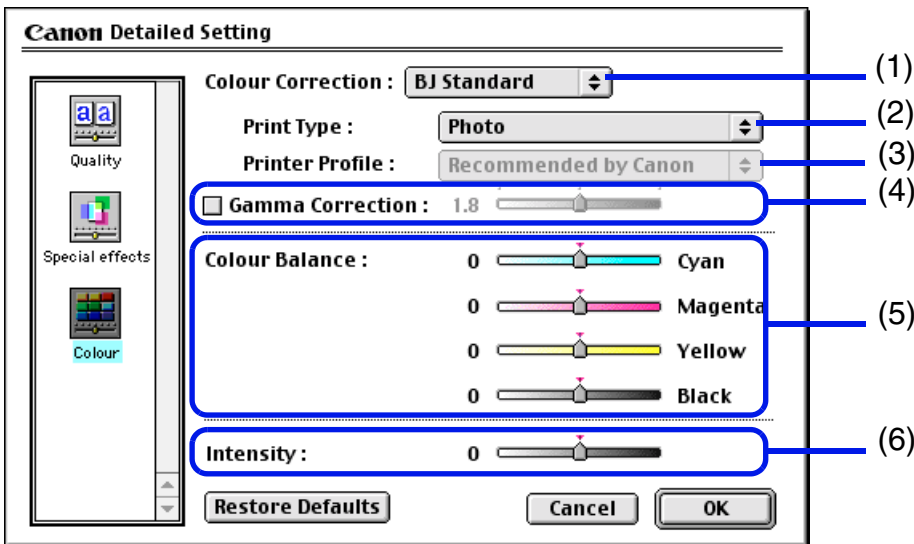 Canon Detailed Setting
Colour Correction : BJ Standard (1)
Print Type : Photo (2)
Printer Profile : Recommended by Canon (3)
Gamma Correction : 1.8 (4)
Colour Balance : 0 Cyan
0 Magenta
0 Yellow
0 Black
(5)
Intensity : 0 (6)
Restore Defaults Cancel OK
aa
Quality
Special effects
Colour